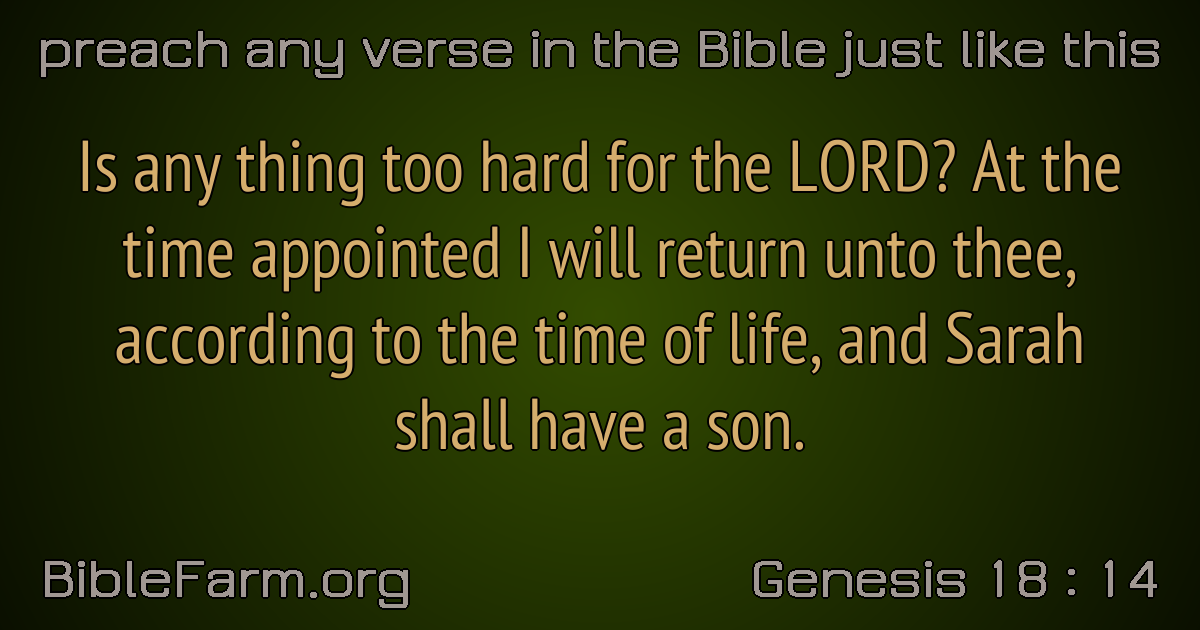 preach any verse in the Bible just like this
Is any thing too hard for the LORD? At the
time appointed I will return unto thee,
according to the time of life, and Sarah
shall have a son.
BibleFarm.org
Genesis 18 : 14